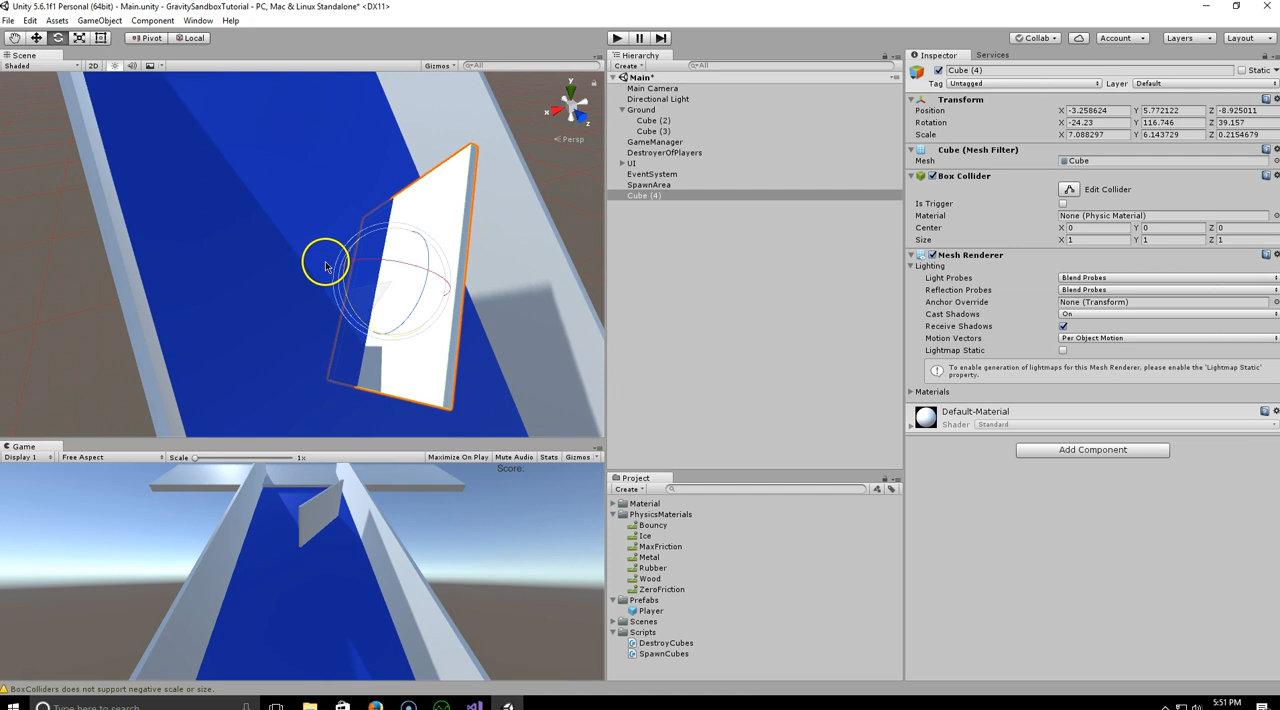 Unity 5.6.1f1 Personal (64bit) - Main.unity - GravitySandboxTutorial - PC, Mac & Linux Standalone* <DX11>
File Edit Assets GameObject Component Window Help
Pivot Local Collab Account Layers Layout
Scene
Shaded 2D Gizmos All
y
x
z
Persp
Hierarchy
Create All
Main*
Main Camera
Directional Light
Ground
Cube (2)
Cube (3)
GameManager
DestroyerOfPlayers
UI
EventSystem
SpawnArea
Cube (4)
Inspector Services
Cube (4) Static
Tag Untagged Layer Default
Transform
Position X -3.258624 Y 5.772122 Z -8.925011
Rotation X -24.23 Y 116.746 Z 39.157
Scale X 7.088297 Y 6.143729 Z 0.2154679
Cube (Mesh Filter)
Mesh Cube
Box Collider
Edit Collider
Is Trigger
Material None (Physic Material)
Center X 0 Y 0 Z 0
Size X 1 Y 1 Z 1
Mesh Renderer
Lighting
Light Probes Blend Probes
Reflection Probes Blend Probes
Anchor Override None (Transform)
Cast Shadows On
Receive Shadows
Motion Vectors Per Object Motion
Lightmap Static
To enable generation of lightmaps for this Mesh Renderer, please enable the 'Lightmap Static'
property.
Materials
Default-Material
Shader Standard
Add Component
Game
Display 1 Free Aspect Scale 1x Maximize On Play Mute Audio Stats Gizmos
Score:
Project
Create
Material
PhysicsMaterials
Bouncy
Ice
MaxFriction
Metal
Rubber
Wood
ZeroFriction
Prefabs
Player
Scenes
Scripts
DestroyCubes
SpawnCubes
BoxColliders does not support negative scale or size.
Type here to search
5:51 PM